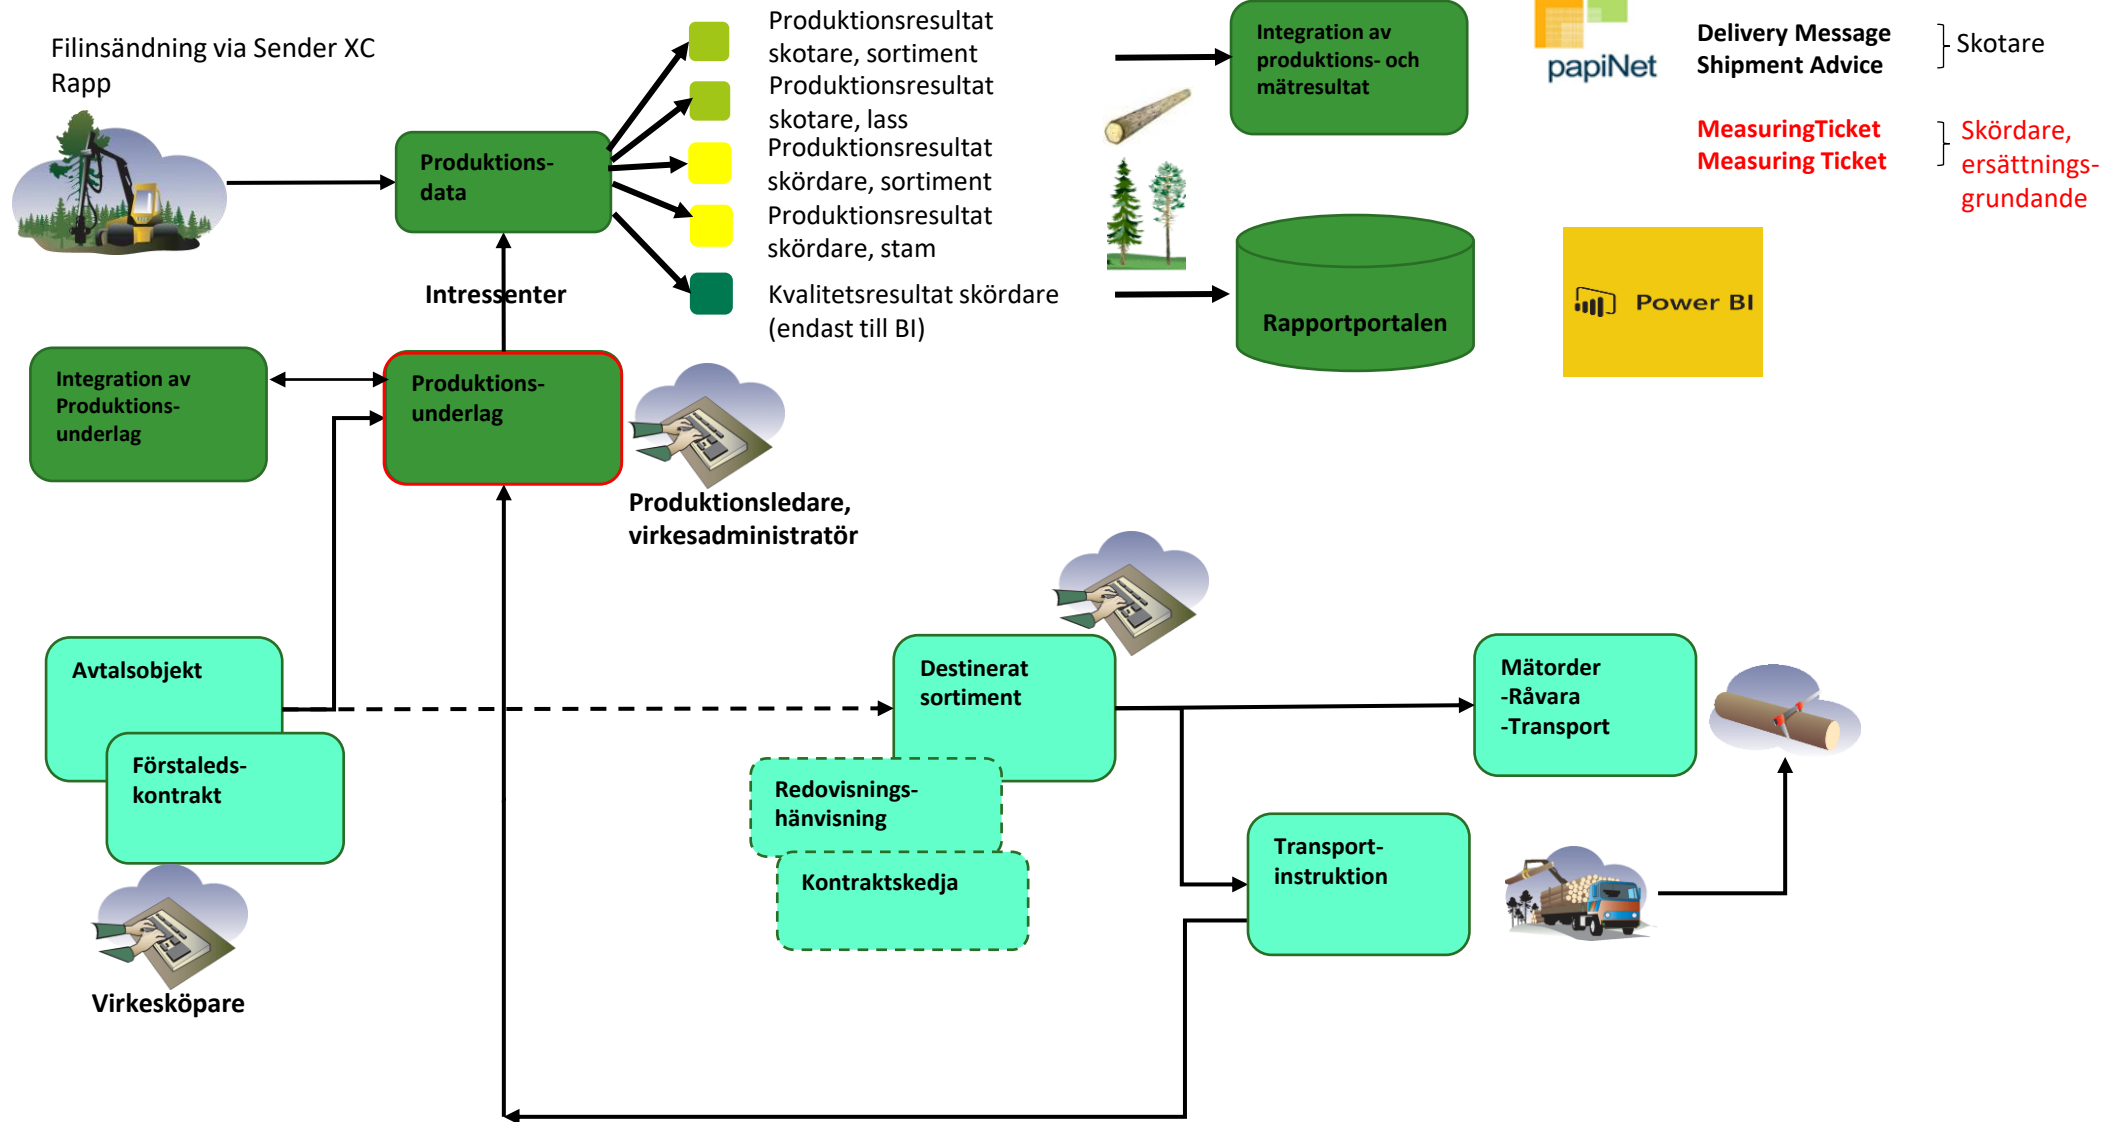 Filinsändning via Sender XC
Rapp
Produktions-
data
Produktionsresultat
skotare, sortiment
Produktionsresultat
skotare, lass
Produktionsresultat
skördare, sortiment
Produktionsresultat
skördare, stam
Kvalitetsresultat skördare
(endast till BI)
Integration av
produktions- och
mätresultat
papiNet
Delivery Message
Shipment Advice
Skotare
MeasuringTicket
Measuring Ticket
Skördare,
ersättnings-
grundande
Rapportportalen
Power BI
Intressenter
Integration av
Produktions-
underlag
Produktions-
underlag
Produktionsledare,
virkesadministratör
Avtalsobjekt
Förstaleds-
kontrakt
Virkesköpare
Destinerat
sortiment
Redovisnings-
hänvisning
Kontraktskedja
Mätorder
-Råvara
-Transport
Transport-
instruktion